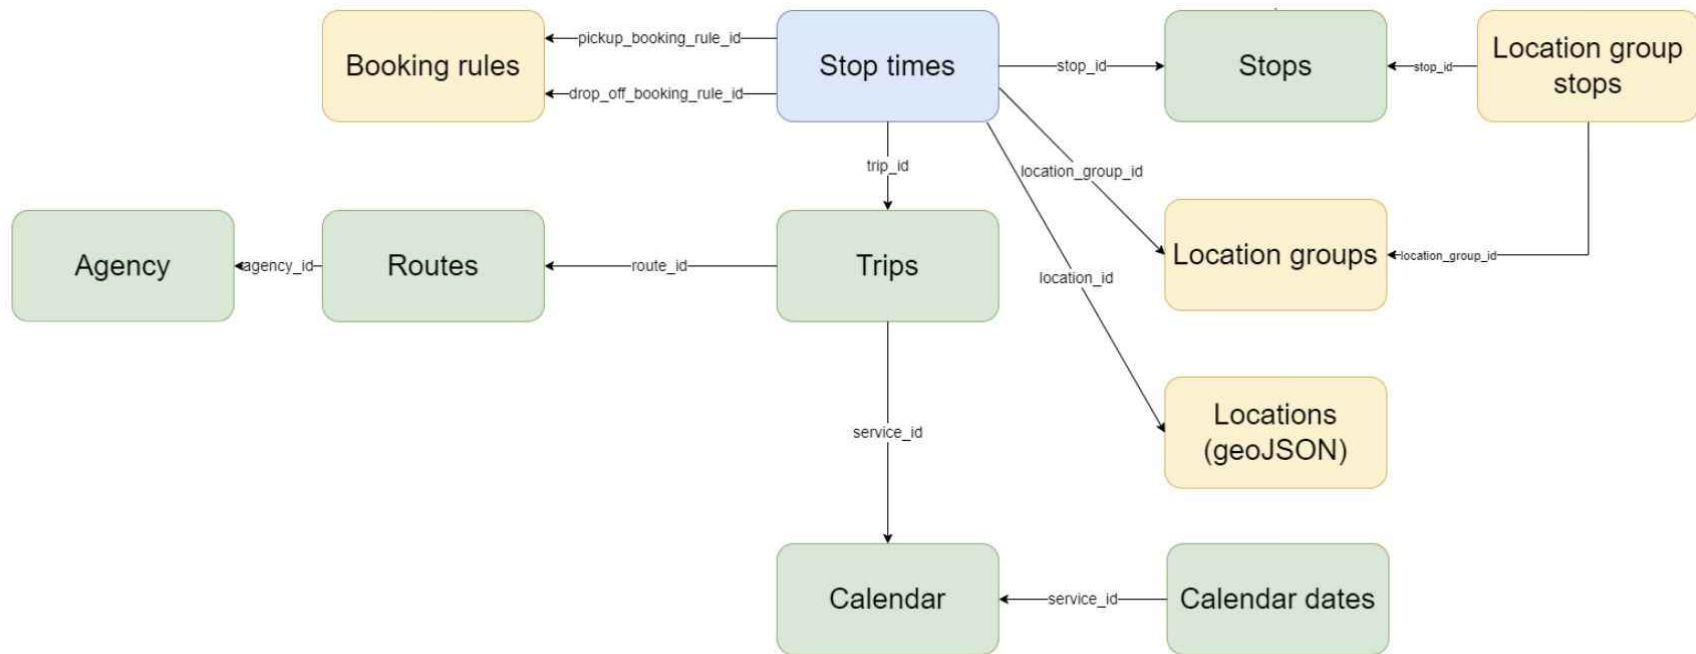 Booking rules
pickup_booking_rule_id
drop_off_booking_rule_id
Stop times
stop_id
Stops
stop_id
Location group
stops
trip_id
location_group_id
Agency
agency_id
Routes
route_id
Trips
location_id
Location groups
location_group_id
service_id
Locations
(geoJSON)
Calendar
service_id
Calendar dates